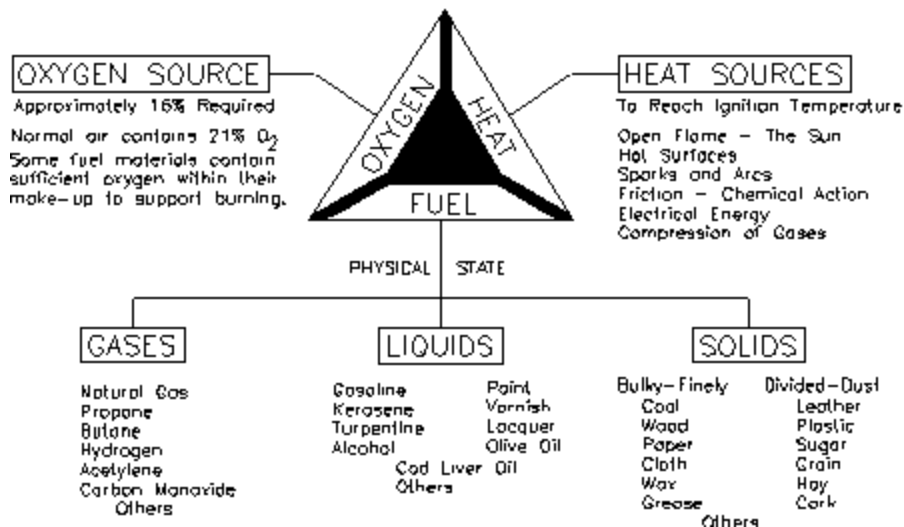 OXYGEN SOURCE
Approximately 16% Required
Normal air contains 21% O2
Some fuel materials contain
sufficient oxygen within their
make-up to support burning.
OXYGEN
HEAT
FUEL
HEAT SOURCES
To Reach Ignition Temperature
Open Flame - The Sun
Hot Surfaces
Sparks and Arcs
Friction - Chemical Action
Electrical Energy
Compression of Gases
PHYSICAL STATE
GASES
Natural Gas
Propane
Butane
Hydrogen
Acetylene
Carbon Monoxide
Others
LIQUIDS
Gasoline Paint
Kerosene Varnish
Turpentine Lacquer
Alcohol Olive Oil
Cod Liver Oil
Others
SOLIDS
Bulky-Finely Divided-Dust
Coal Leather
Wood Plastic
Paper Sugar
Cloth Grain
Wax Hay
Grease Cork
Others